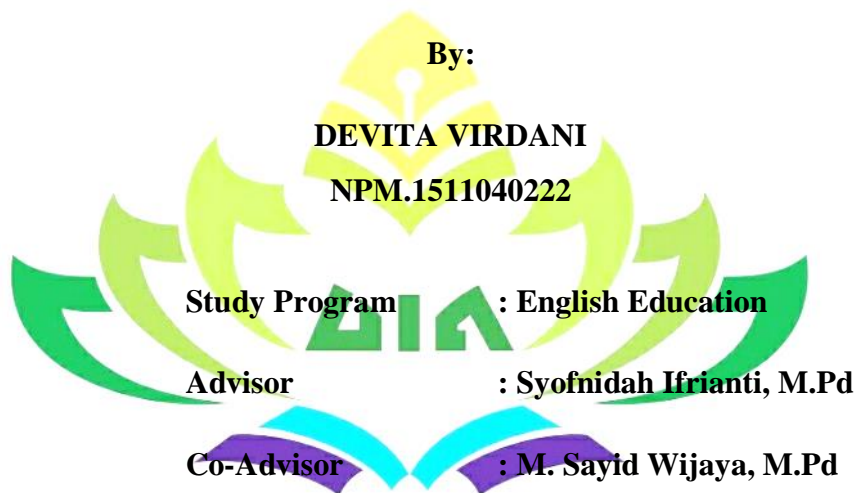 By:
DEVITA VIRDANI
NPM.1511040222
Study Program : English Education
Advisor : Syofnidah Ifrianti, M.Pd
Co-Advisor : M. Sayid Wijaya, M.Pd